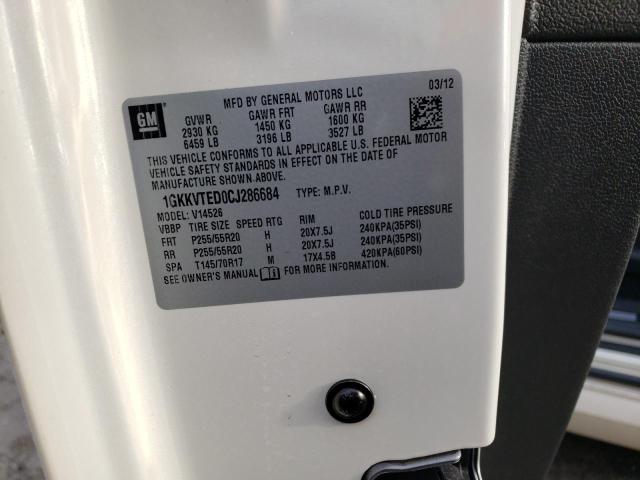 GM
MFD BY GENERAL MOTORS LLC
03/12
GVWR GAWR FRT GAWR RR
2930 KG 1450 KG 1600 KG
6459 LB 3196 LB 3527 LB
THIS VEHICLE CONFORMS TO ALL APPLICABLE U.S. FEDERAL MOTOR
VEHICLE SAFETY STANDARDS IN EFFECT ON THE DATE OF
MANUFACTURE SHOWN ABOVE.
1GKKVTED0CJ286684 TYPE: M.P.V.
MODEL: V14526
VBBP TIRE SIZE SPEED RTG RIM COLD TIRE PRESSURE
FRT P255/55R20 H 20X7.5J 240KPA(35PSI)
RR P255/55R20 H 20X7.5J 240KPA(35PSI)
SPA T145/70R17 M 17X4.5B 420KPA(60PSI)
SEE OWNER'S MANUAL FOR MORE INFORMATION.